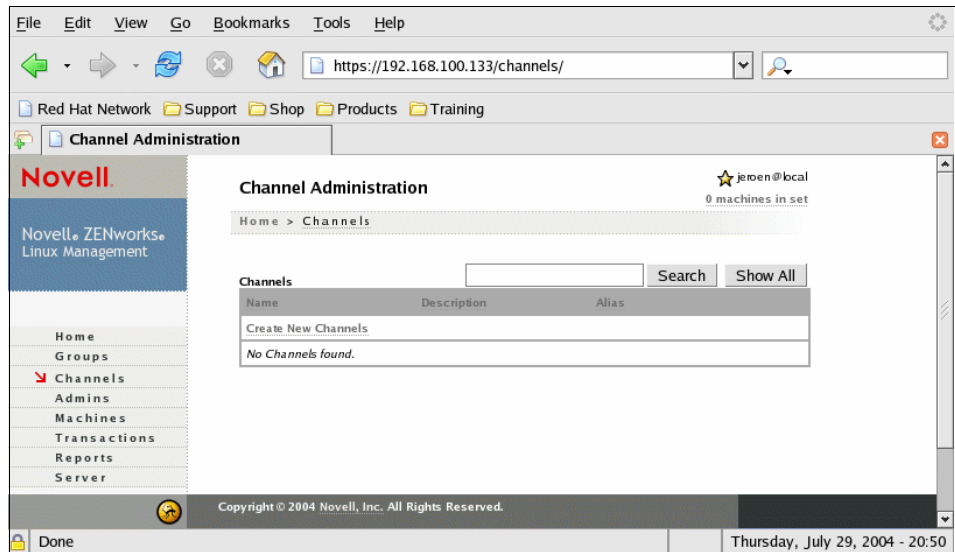 File Edit View Go Bookmarks Tools Help
https://192.168.100.133/channels/
Red Hat Network Support Shop Products Training
Channel Administration
Novell.
Novell® ZENworks®
Linux Management
Home
Groups
Channels
Admins
Machines
Transactions
Reports
Server
Channel Administration
jeroen@local
0 machines in set
Home > Channels
Channels Search Show All
Name Description Alias
Create New Channels
No Channels found.
Copyright © 2004 Novell, Inc. All Rights Reserved.
Done Thursday, July 29, 2004 - 20:50